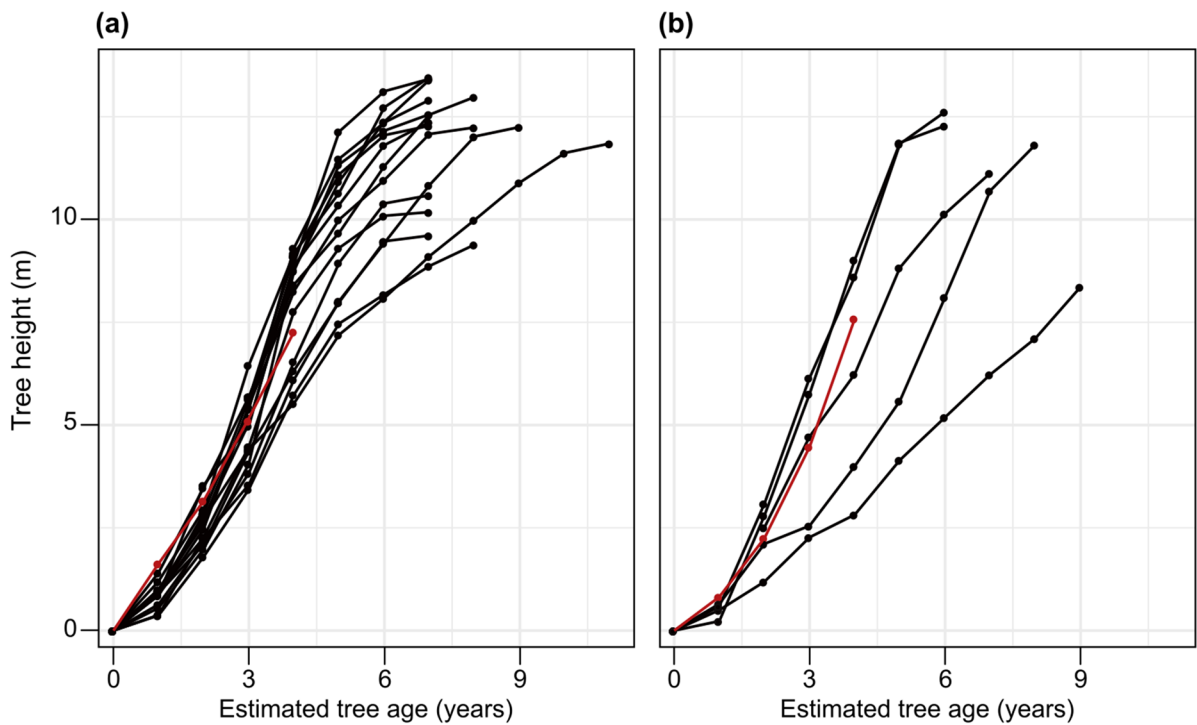 (a) (b)
Tree height (m)
10
5
0
0 3 6 9 0 3 6 9
Estimated tree age (years) Estimated tree age (years)